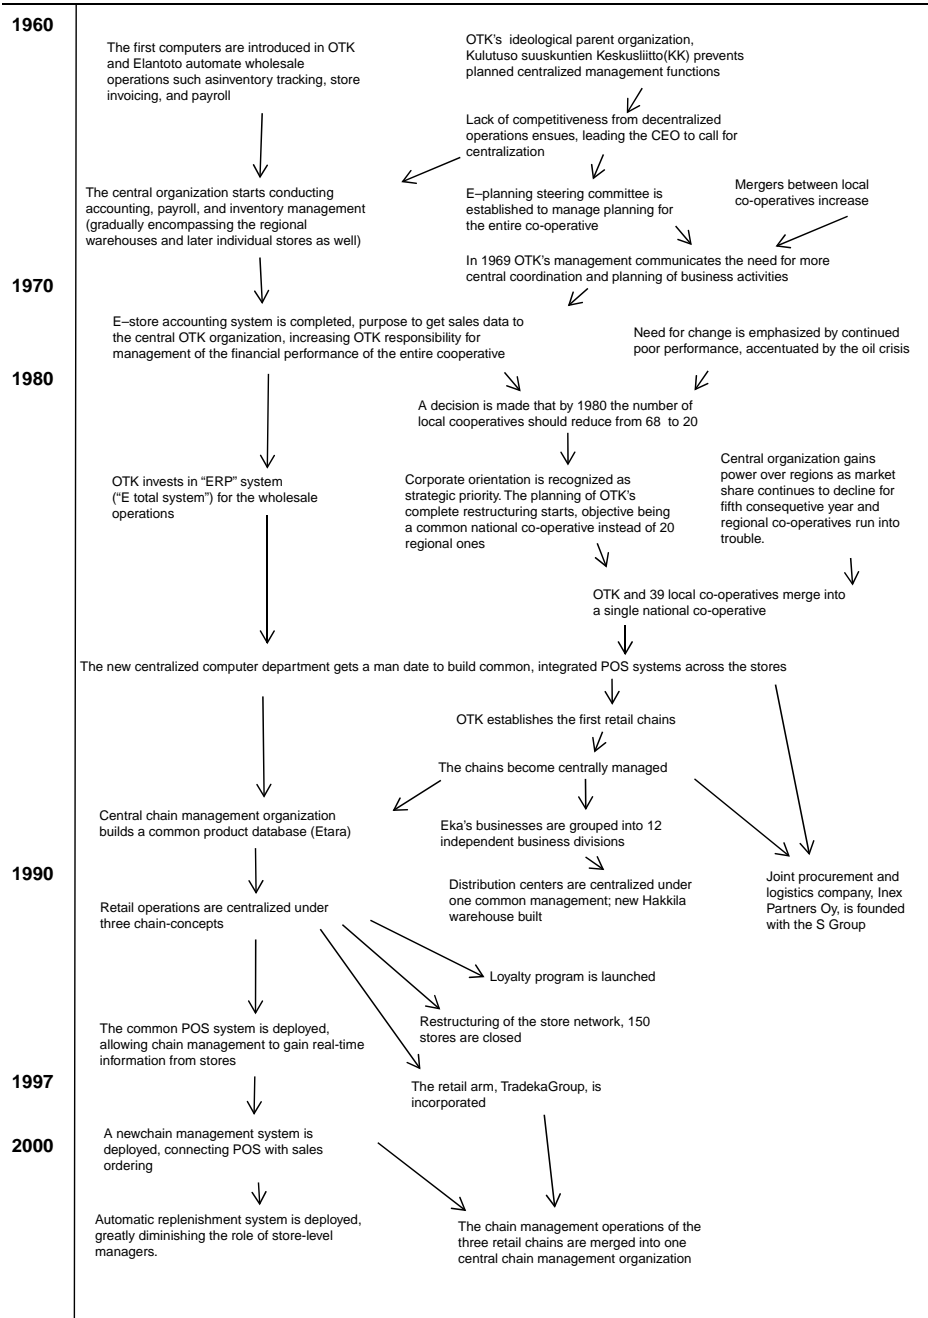 1960
The first computers are introduced in OTK
and Elantoto automate wholesale
operations such asinventory tracking, store
invoicing, and payroll
OTK's ideological parent organization,
Kulutuso suuskuntien Keskusliitto(KK) prevents
planned centralized management functions
Lack of competitiveness from decentralized
operations ensues, leading the CEO to call for
centralization
The central organization starts conducting
accounting, payroll, and inventory management
(gradually encompassing the regional
warehouses and later individual stores as well)
E–planning steering committee is
established to manage planning for
the entire co-operative
Mergers between local
co-operatives increase
In 1969 OTK's management communicates the need for more
central coordination and planning of business activities
1970
E–store accounting system is completed, purpose to get sales data to
the central OTK organization, increasing OTK responsibility for
management of the financial performance of the entire cooperative
Need for change is emphasized by continued
poor performance, accentuated by the oil crisis
1980
A decision is made that by 1980 the number of
local cooperatives should reduce from 68 to 20
OTK invests in “ERP” system
(“E total system”) for the wholesale
operations
Corporate orientation is recognized as
strategic priority. The planning of OTK's
complete restructuring starts, objective being
a common national co-operative instead of 20
regional ones
Central organization gains
power over regions as market
share continues to decline for
fifth consequetive year and
regional co-operatives run into
trouble.
OTK and 39 local co-operatives merge into
a single national co-operative
The new centralized computer department gets a man date to build common, integrated POS systems across the stores
OTK establishes the first retail chains
The chains become centrally managed
Central chain management organization
builds a common product database (Etara)
Eka's businesses are grouped into 12
independent business divisions
1990
Distribution centers are centralized under
one common management; new Hakkila
warehouse built
Joint procurement and
logistics company, Inex
Partners Oy, is founded
with the S Group
Retail operations are centralized under
three chain-concepts
Loyalty program is launched
Restructuring of the store network, 150
stores are closed
The common POS system is deployed,
allowing chain management to gain real-time
information from stores
1997
The retail arm, TradekaGroup, is
incorporated
2000
A newchain management system is
deployed, connecting POS with sales
ordering
Automatic replenishment system is deployed,
greatly diminishing the role of store-level
managers.
The chain management operations of the
three retail chains are merged into one
central chain management organization